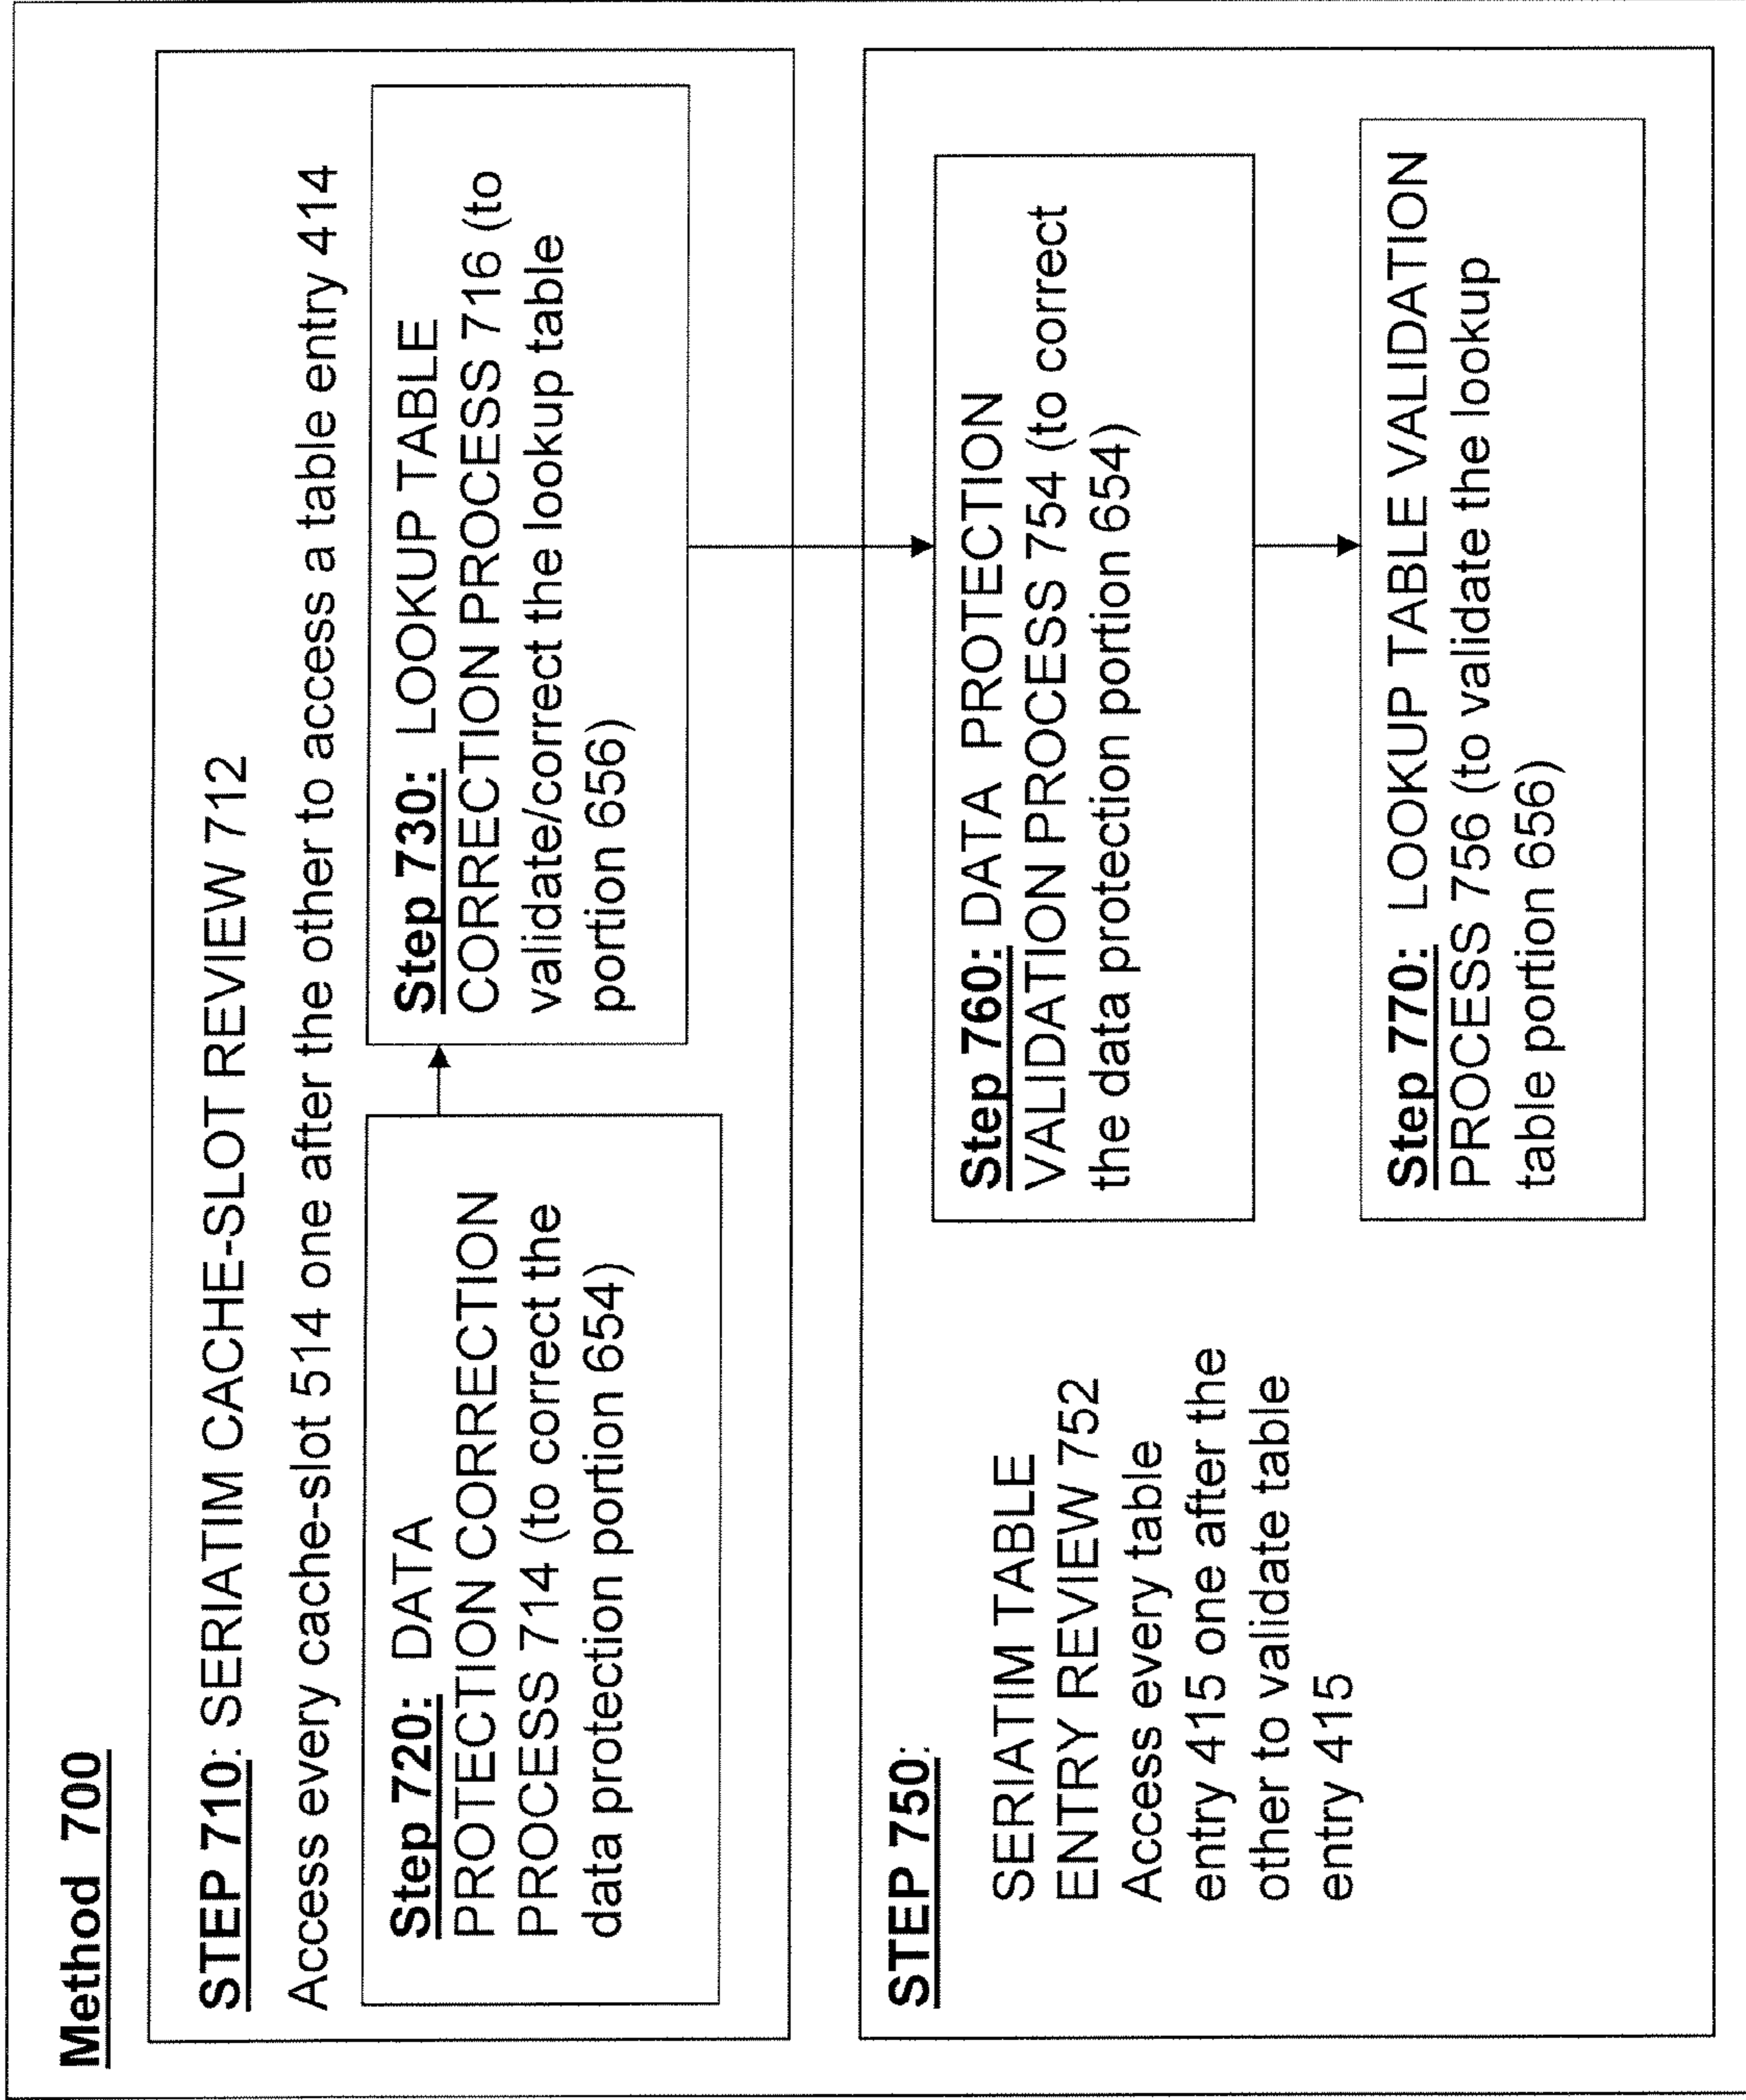 Method 700
STEP 710: SERIATIM CACHE-SLOT REVIEW 712
Access every cache-slot 514 one after the other to access a table entry 414
Step 720: DATA
PROTECTION CORRECTION
PROCESS 714 (to correct the
data protection portion 654)
Step 730: LOOKUP TABLE
CORRECTION PROCESS 716 (to
validate/correct the lookup table
portion 656)
STEP 750:
SERIATIM TABLE
ENTRY REVIEW 752
Access every table
entry 415 one after the
other to validate table
entry 415
Step 760: DATA PROTECTION
VALIDATION PROCESS 754 (to correct
the data protection portion 654)
Step 770: LOOKUP TABLE VALIDATION
PROCESS 756 (to validate the lookup
table portion 656)